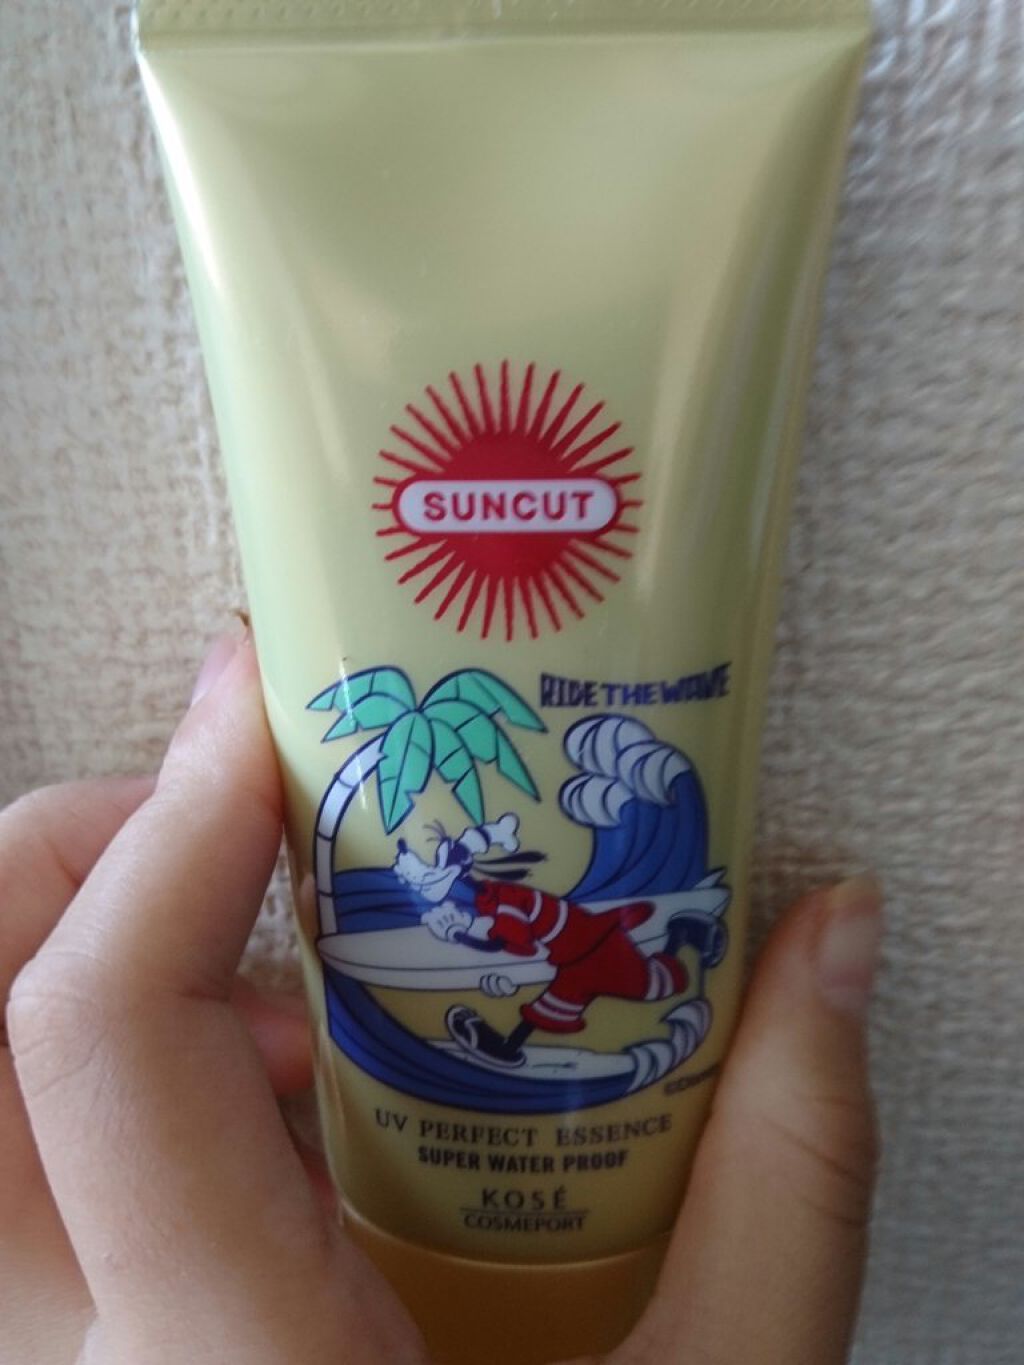 SUNCUT
RIDE THE WAVE
UV PERFECT ESSENCE
SUPER WATER PROOF
KOSÉ
COSMEPORT